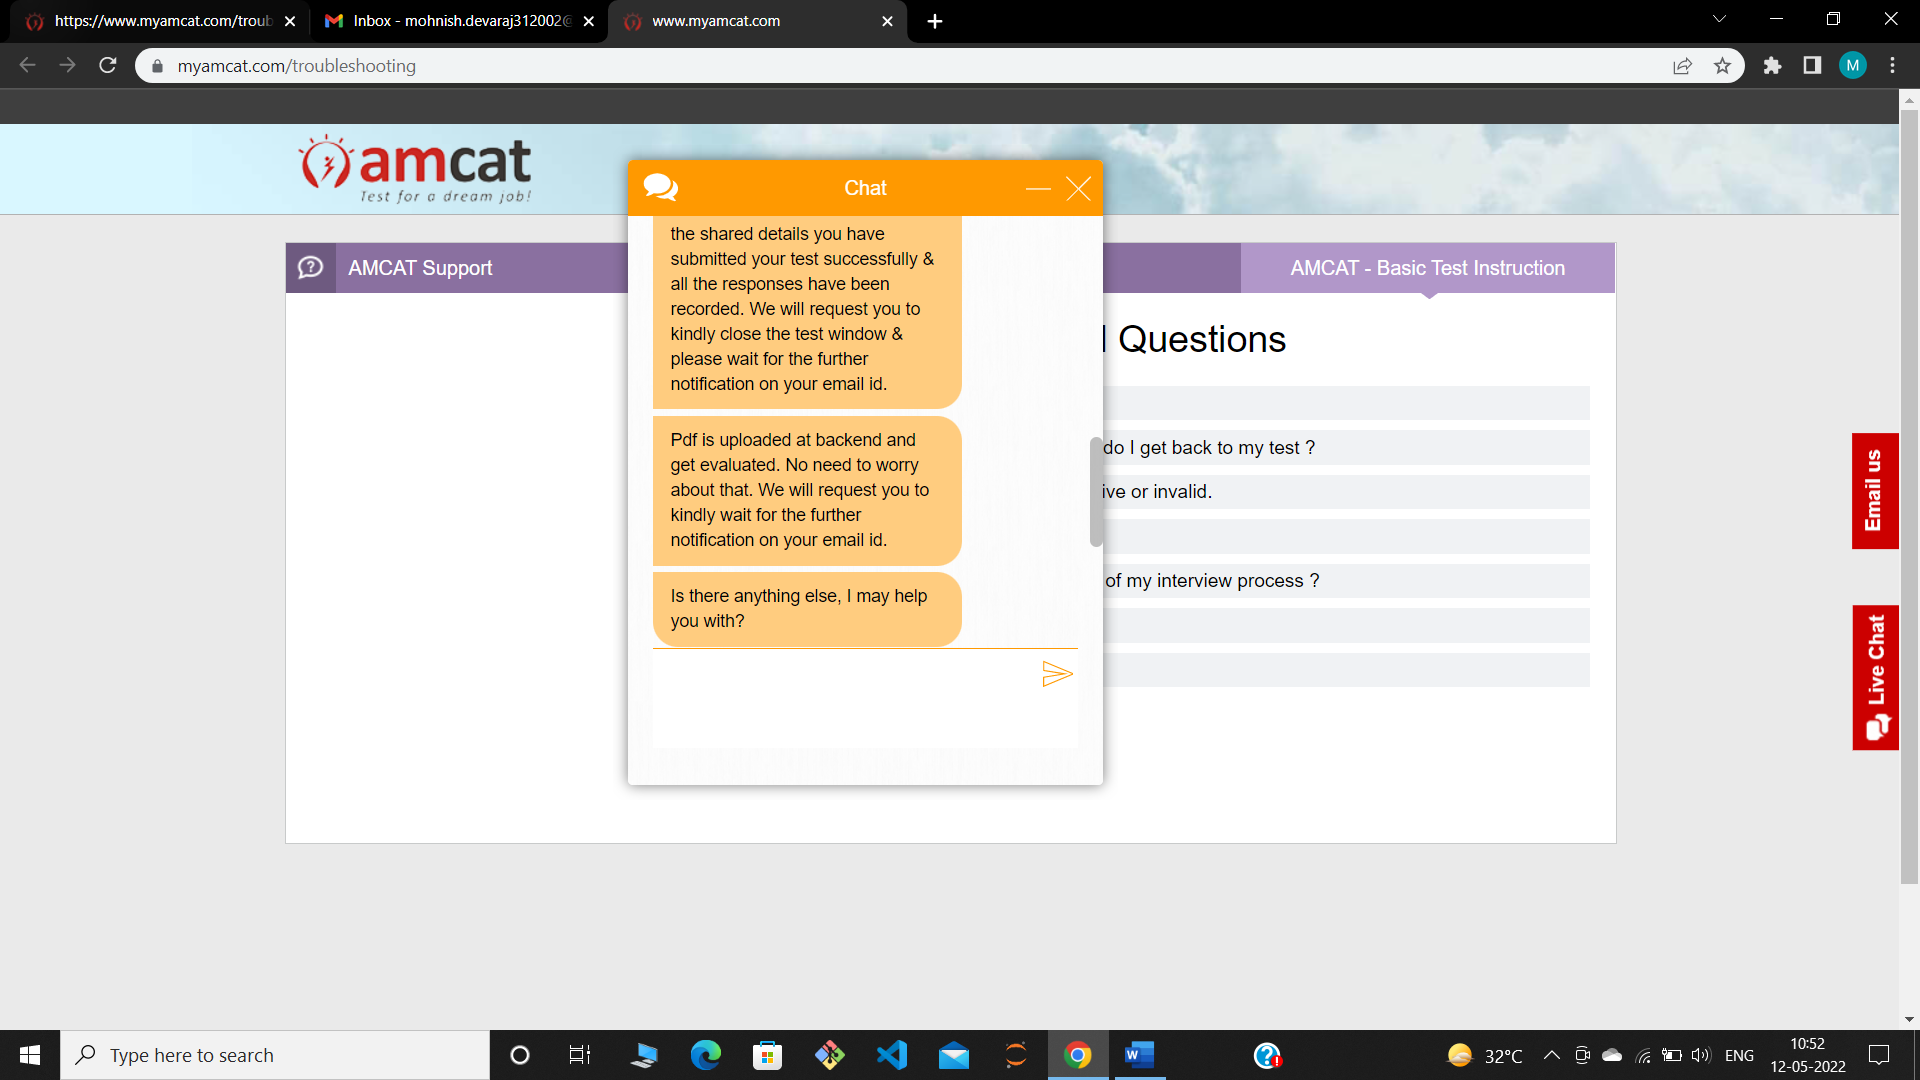 https://www.myamcat.com/troub
Inbox - mohnish.devaraj312002@
www.myamcat.com
myamcat.com/troubleshooting
M
amcat
Test for a dream job!
Chat
AMCAT Support
AMCAT - Basic Test Instruction
the shared details you have
submitted your test successfully &
all the responses have been
recorded. We will request you to
kindly close the test window &
please wait for the further
notification on your email id.
Pdf is uploaded at backend and
get evaluated. No need to worry
about that. We will request you to
kindly wait for the further
notification on your email id.
Is there anything else, I may help
you with?
Questions
do I get back to my test ?
ive or invalid.
of my interview process ?
Email us
Live Chat
Type here to search
32°C
ENG
10:52
12-05-2022